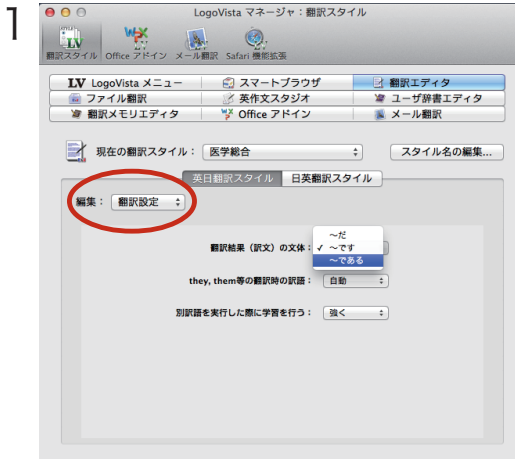 1
LogoVista マネージャ：翻訳スタイル
翻訳スタイル Office アドイン メール翻訳 Safari 機能拡張
LV LogoVista メニュー スマートブラウザ 翻訳エディタ
ファイル翻訳 英作文スタジオ ユーザ辞書エディタ
翻訳メモリエディタ Office アドイン メール翻訳
現在の翻訳スタイル： 医学総合 スタイル名の編集...
英日翻訳スタイル 日英翻訳スタイル
編集： 翻訳設定
〜だ
翻訳結果（訳文）の文体： ✓ 〜です
〜である
they, them等の翻訳時の訳語： 自動
別訳語を実行した際に学習を行う： 強く